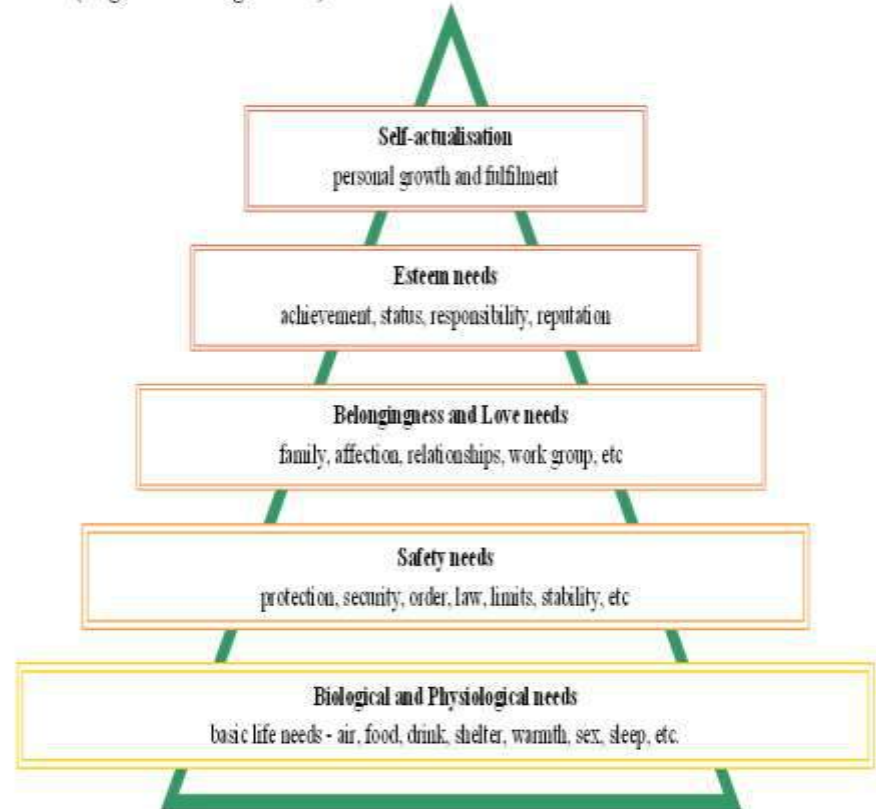 Self-actualisation
personal growth and fulfilment
Esteem needs
achievement, status, responsibility, reputation
Belongingness and Love needs
family, affection, relationships, work group, etc
Safety needs
protection, security, order, law, limits, stability, etc
Biological and Physiological needs
basic life needs - air, food, drink, shelter, warmth, sex, sleep, etc.